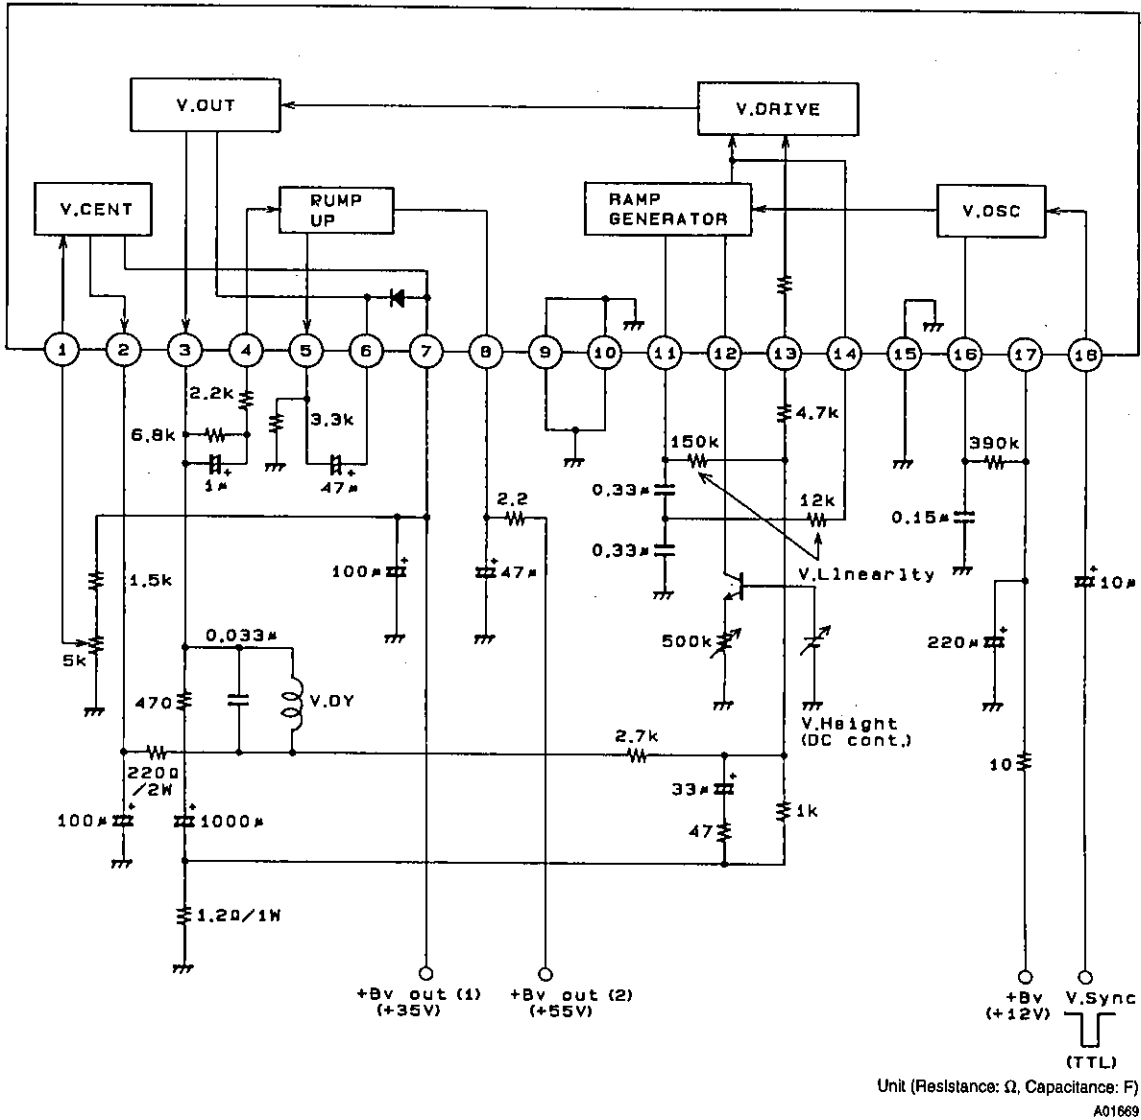 V.OUT
V.DRIVE
V.CENT
RUMP
UP
RAMP
GENERATOR
V.OSC
1 2 3 4 5 6 7 8 9 10 11 12 13 14 15 16 17 18
2.2k
6.8k
1μ
3.3k
47μ
4.7k
150k
390k
0.33μ
2.2
12k
0.15μ
0.33μ
1.5k
100μ
47μ
V.Linearity
10μ
5k
0.033μ
500k
220μ
470
V.DY
V.Height
(DC cont.)
2.7k
220Ω
/2W
10
33μ
1k
100μ
1000μ
47
1.2Ω/1W
+Bv out (1)
(+35V)
+Bv out (2)
(+55V)
+Bv
(+12V)
V.Sync
(TTL)
Unit (Resistance: Ω, Capacitance: F)
A01669